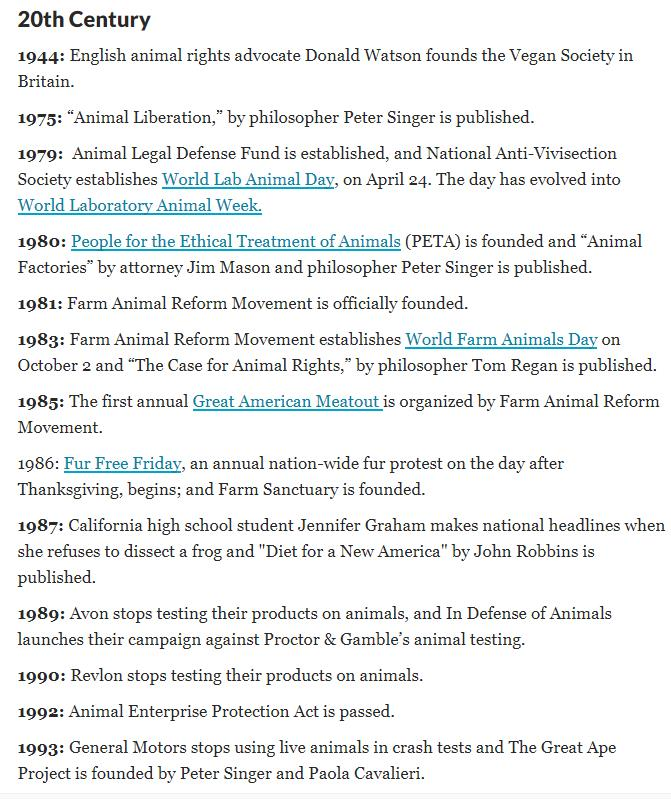 20th Century
1944: English animal rights advocate Donald Watson founds the Vegan Society in
Britain.
1975: “Animal Liberation,” by philosopher Peter Singer is published.
1979:  Animal Legal Defense Fund is established, and National Anti-Vivisection
Society establishes World Lab Animal Day, on April 24. The day has evolved into
World Laboratory Animal Week.
1980: People for the Ethical Treatment of Animals (PETA) is founded and “Animal
Factories” by attorney Jim Mason and philosopher Peter Singer is published.
1981: Farm Animal Reform Movement is officially founded.
1983: Farm Animal Reform Movement establishes World Farm Animals Day on
October 2 and “The Case for Animal Rights,” by philosopher Tom Regan is published.
1985: The first annual Great American Meatout is organized by Farm Animal Reform
Movement.
1986: Fur Free Friday, an annual nation-wide fur protest on the day after
Thanksgiving, begins; and Farm Sanctuary is founded.
1987: California high school student Jennifer Graham makes national headlines when
she refuses to dissect a frog and "Diet for a New America" by John Robbins is
published.
1989: Avon stops testing their products on animals, and In Defense of Animals
launches their campaign against Proctor & Gamble’s animal testing.
1990: Revlon stops testing their products on animals.
1992: Animal Enterprise Protection Act is passed.
1993: General Motors stops using live animals in crash tests and The Great Ape
Project is founded by Peter Singer and Paola Cavalieri.